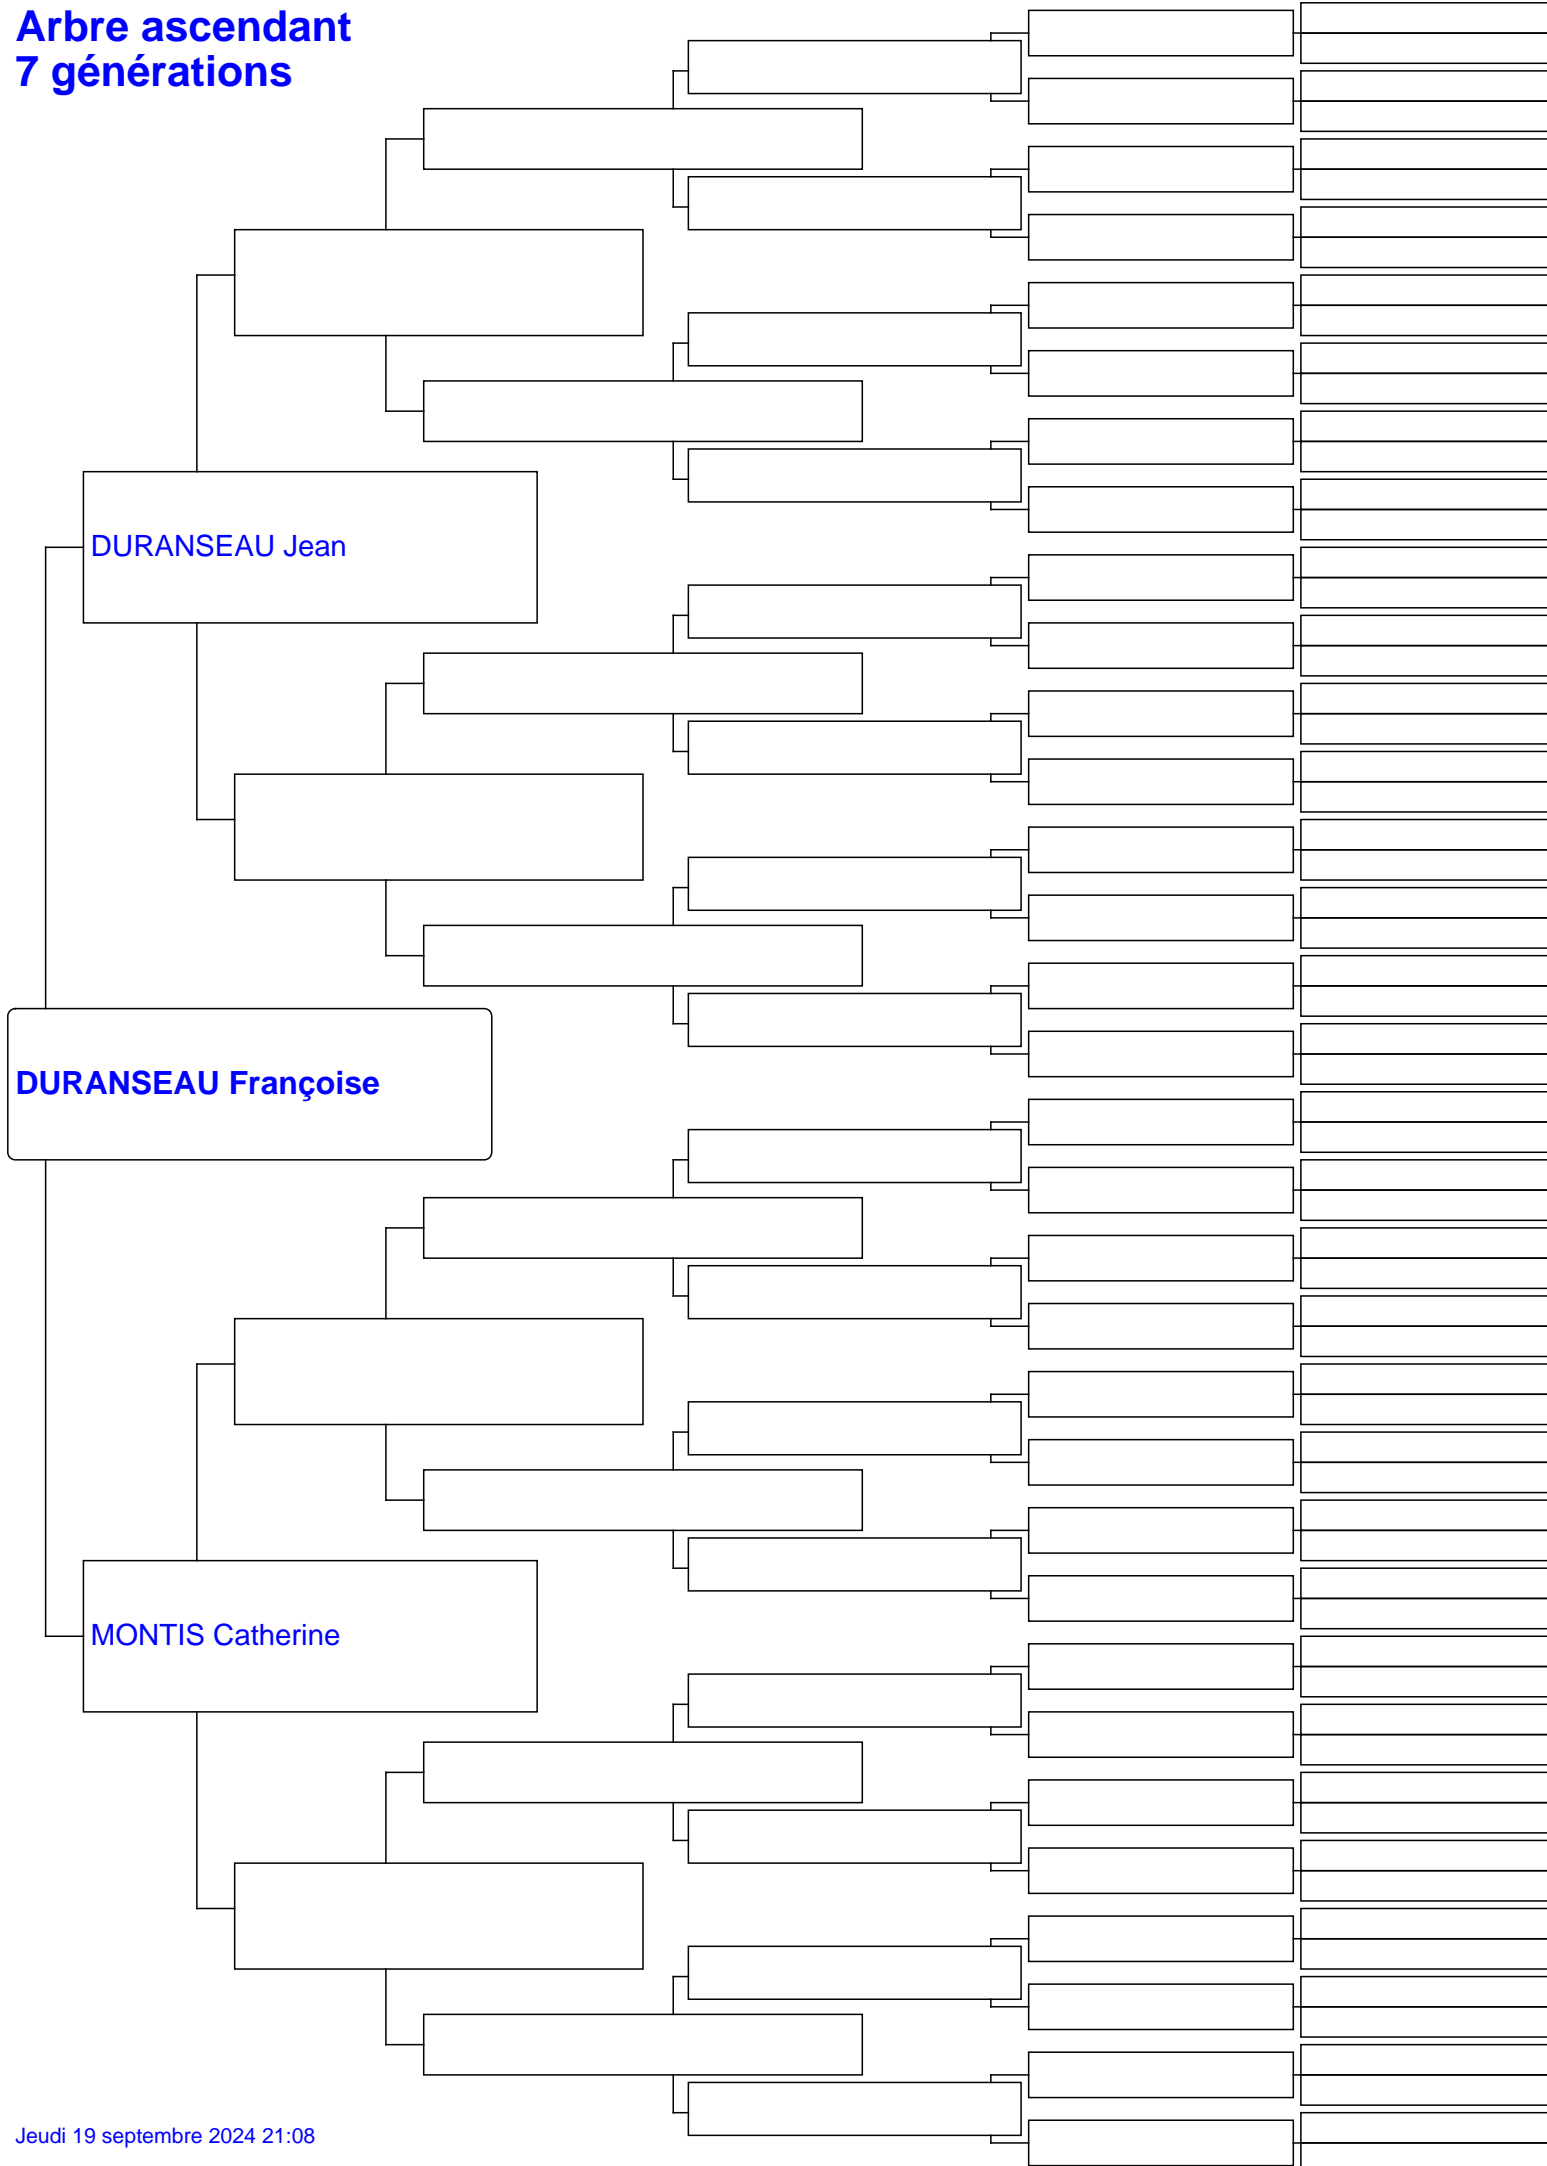 Arbre ascendant
7 générations
DURANSEAU Jean
DURANSEAU Françoise
MONTIS Catherine
Jeudi 19 septembre 2024 21:08